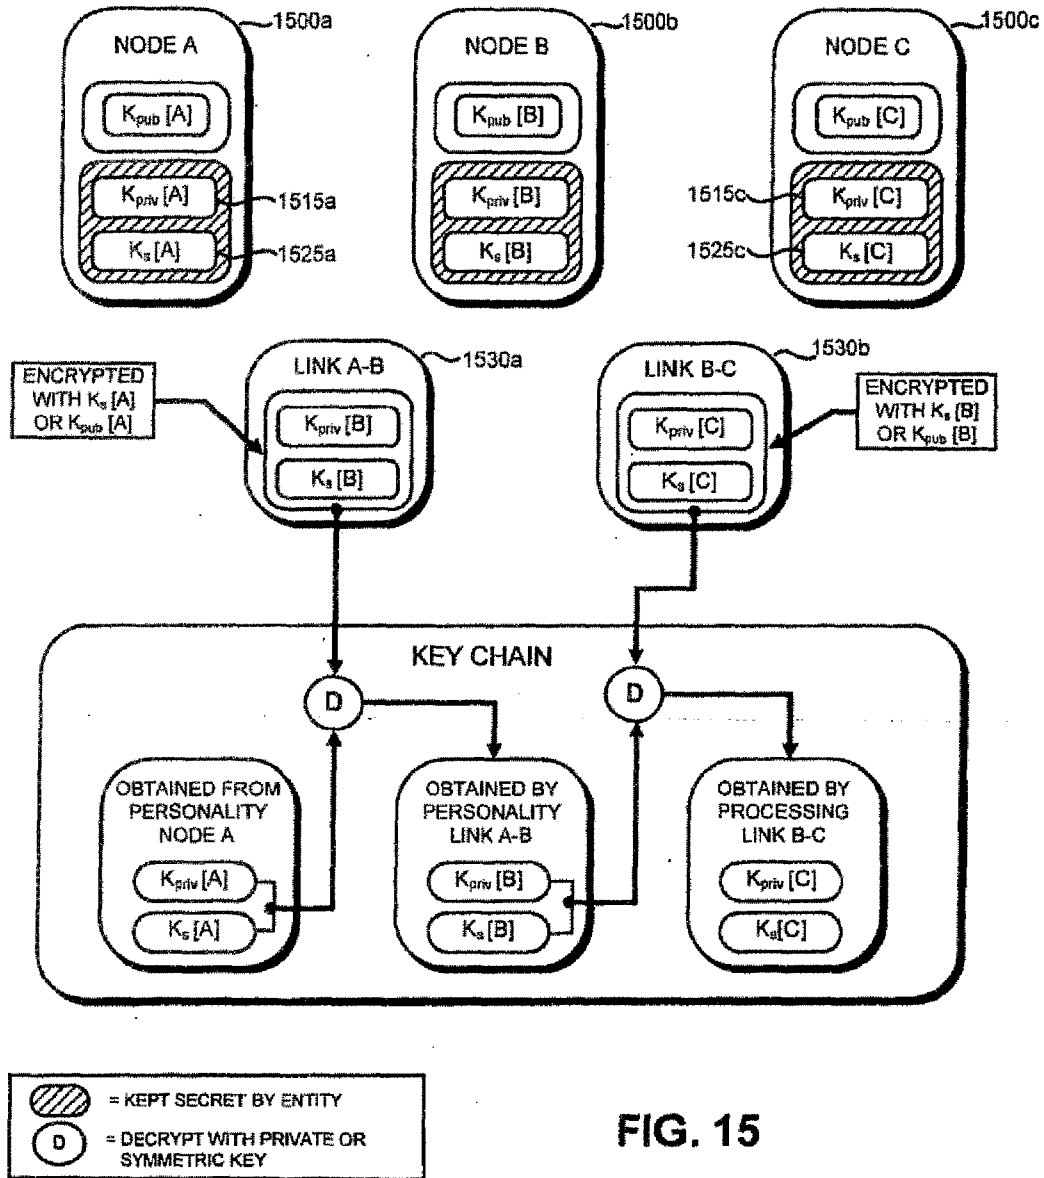 1500a
1500b
1500c
NODE A
NODE B
NODE C
Kpub [A]
Kpub [B]
Kpub [C]
Kpriv [A]
1515a
Kpriv [B]
1515c
Kpriv [C]
Ks [A]
1525a
Ks [B]
1525c
Ks [C]
LINK A-B
1530a
LINK B-C
1530b
ENCRYPTED
WITH Ks [A]
OR Kpub [A]
Kpriv [B]
Ks [B]
Kpriv [C]
Ks [C]
ENCRYPTED
WITH Ks [B]
OR Kpub [B]
KEY CHAIN
D
D
OBTAINED FROM
PERSONALITY
NODE A
Kpriv [A]
Ks [A]
OBTAINED BY
PERSONALITY
LINK A-B
Kpriv [B]
Ks [B]
OBTAINED BY
PROCESSING
LINK B-C
Kpriv [C]
Ks[C]
= KEPT SECRET BY ENTITY
D
= DECRYPT WITH PRIVATE OR
SYMMETRIC KEY
FIG. 15